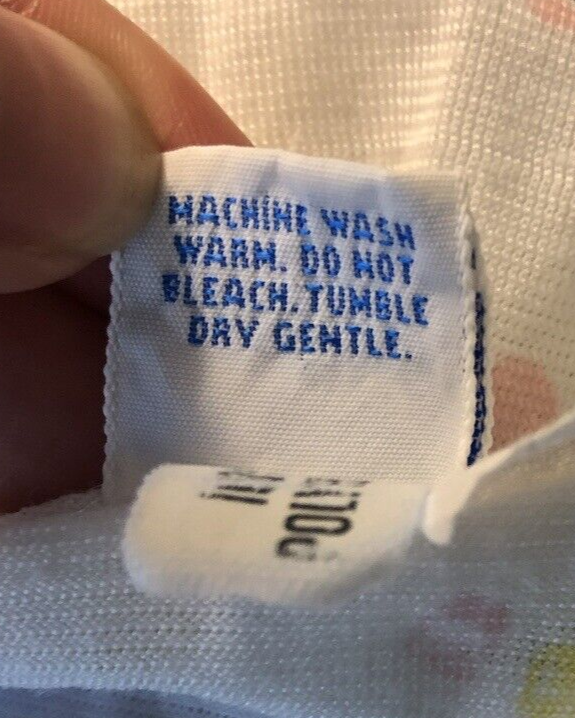 MACHINE WASH
WARM. DO NOT
BLEACH. TUMBLE
DRY GENTLE.